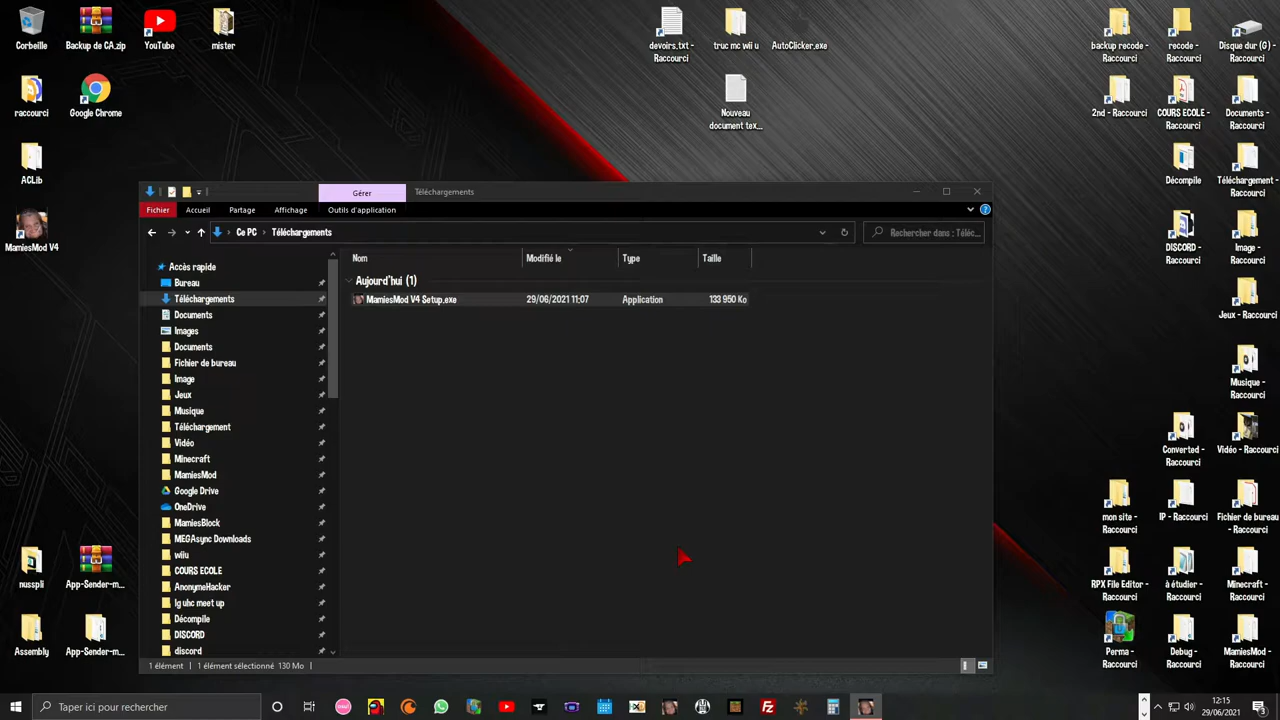 Corbeille
Backup de CA.zip
YouTube
mister
devoirs.txt -
Raccourci
truc mc wii u
AutoClicker.exe
backup recode -
Raccourci
recode -
Raccourci
Disque dur (G) -
Raccourci
raccourci
Google Chrome
Nouveau
document tex...
2nd - Raccourci
COURS ECOLE -
Raccourci
Documents -
Raccourci
ACLib
Décompile
Téléchargement -
Raccourci
MamiesMod V4
DISCORD -
Raccourci
Image -
Raccourci
Jeux - Raccourci
Musique -
Raccourci
Converted -
Raccourci
Vidéo - Raccourci
mon site -
Raccourci
IP - Raccourci
Fichier de bureau
- Raccourci
nusspli
App-Sender-m...
RPX File Editor -
Raccourci
à étudier -
Raccourci
Minecraft -
Raccourci
Assembly
App-Sender-m...
Perma -
Raccourci
Debug -
Raccourci
MamiesMod -
Raccourci
Gérer
Téléchargements
Fichier
Accueil
Partage
Affichage
Outils d'application
Ce PC
Téléchargements
Rechercher dans : Téléc...
Nom
Modifié le
Type
Taille
Aujourd'hui (1)
MamiesMod V4 Setup.exe
29/06/2021 11:07
Application
133 950 Ko
Accès rapide
Bureau
Téléchargements
Documents
Images
Documents
Fichier de bureau
Image
Jeux
Musique
Téléchargement
Vidéo
Minecraft
MamiesMod
Google Drive
OneDrive
MamiesBlock
MEGAsync Downloads
wiiu
COURS ECOLE
AnonymeHacker
lg uhc meet up
Décompile
DISCORD
discord
1 élément
1 élément sélectionné 130 Mo
Taper ici pour rechercher
12:15
29/06/2021